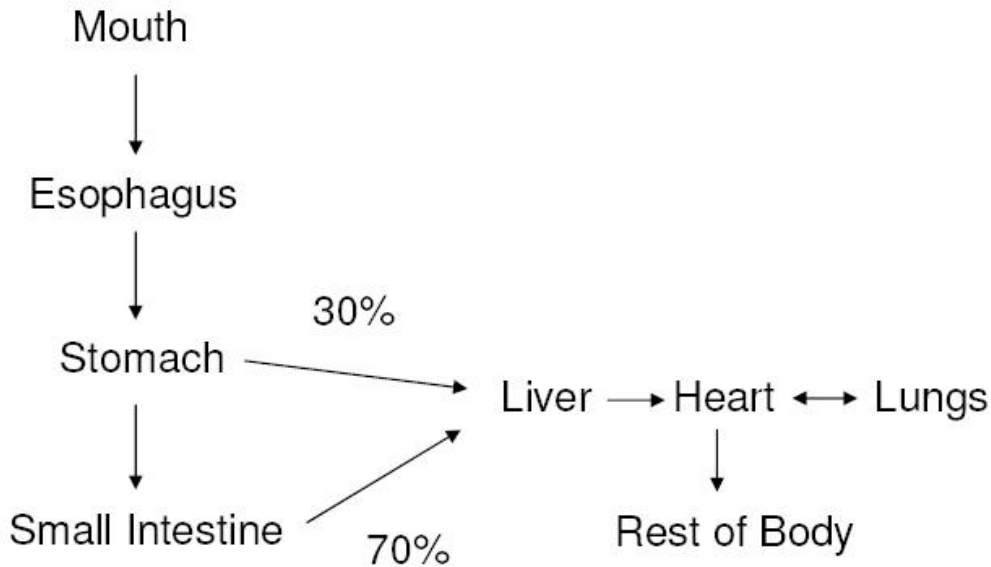 Mouth
Esophagus
30%
Stomach
Liver
Heart
Lungs
Small Intestine
70%
Rest of Body